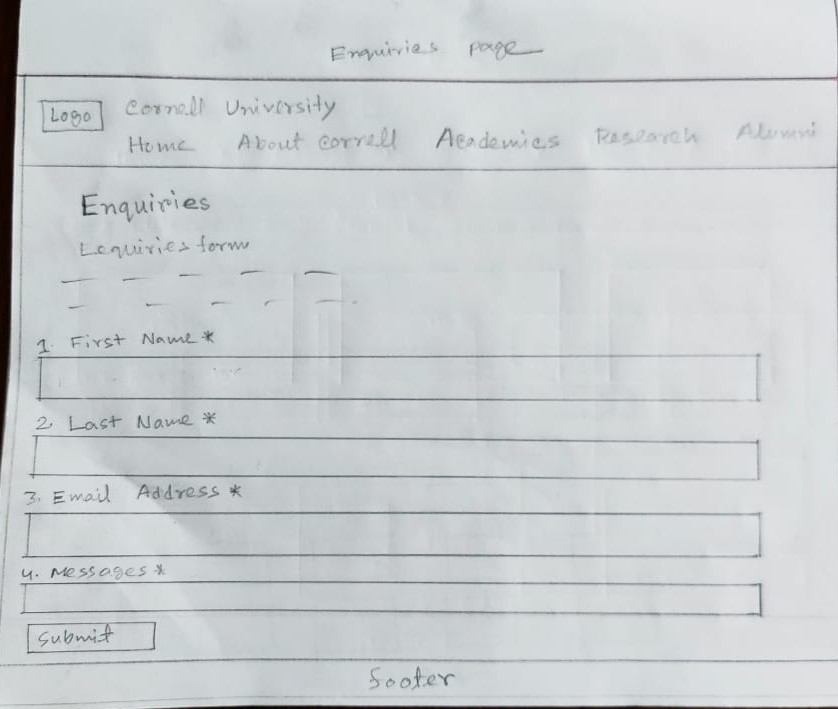 Enquiries page
Logo
Cornell University
Home About Cornell Academics Research Alumni
Enquiries
Enquiries form
1. First Name *
2. Last Name *
3. Email Address *
4. Messages *
Submit
footer